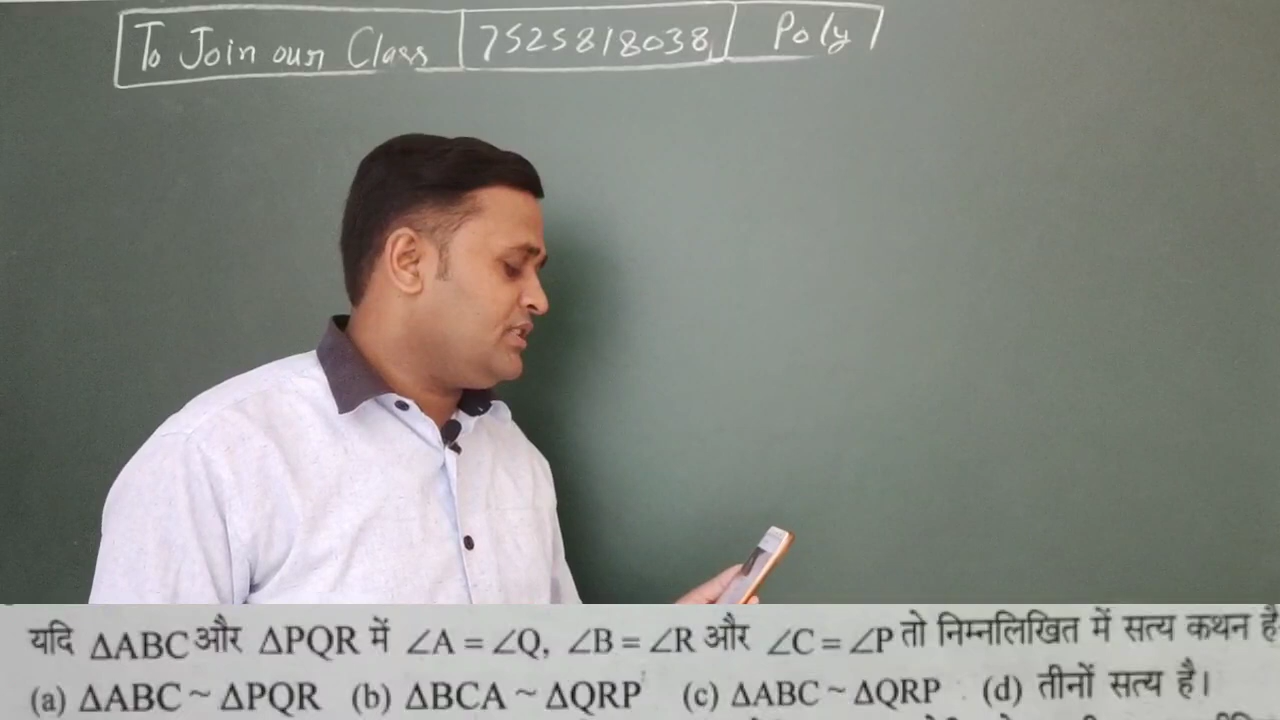 To Join our Class 7525818038 Poly
यदि ΔABC और ΔPQR में ∠A = ∠Q, ∠B = ∠R और ∠C = ∠P तो निम्नलिखित में सत्य कथन है
(a) ΔABC ~ ΔPQR (b) ΔBCA ~ ΔQRP (c) ΔABC ~ ΔQRP (d) तीनों सत्य है।